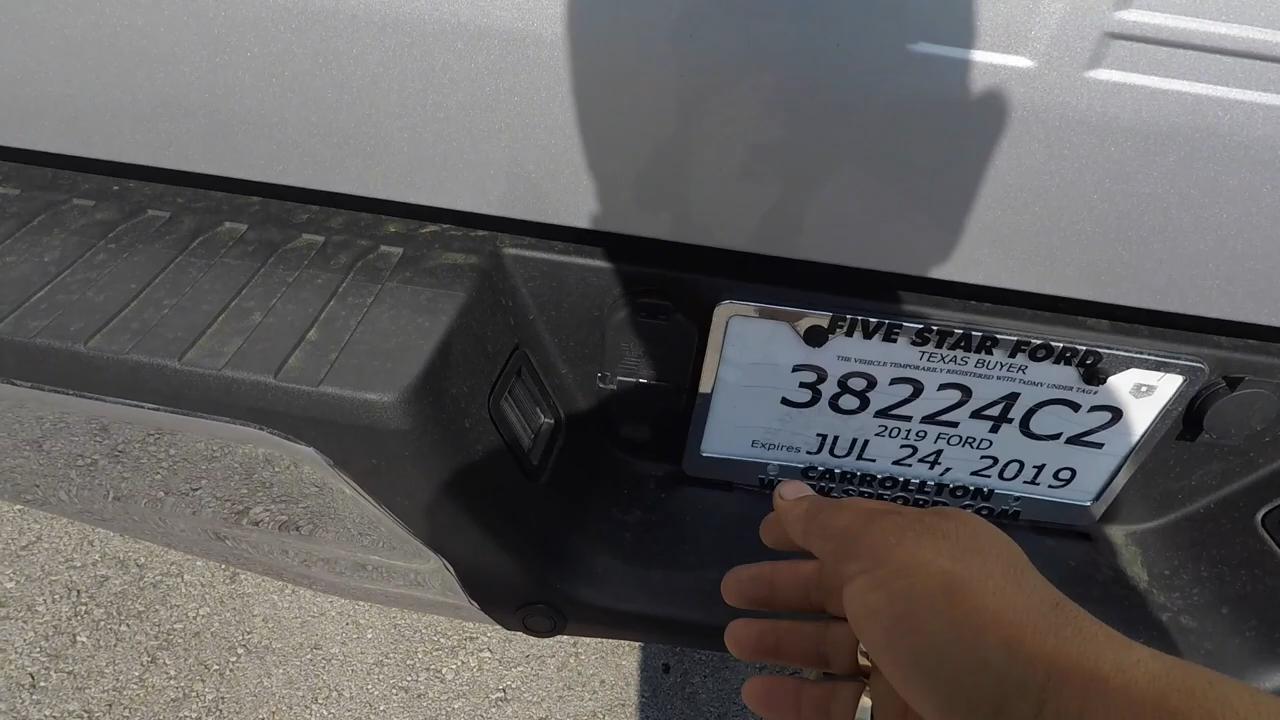 FIVE STAR FORD
TEXAS BUYER
THE VEHICLE TEMPORARILY REGISTERED WITH TxDMV UNDER TAG#
38224C2
2019 FORD
Expires JUL 24, 2019
CARROLLTON